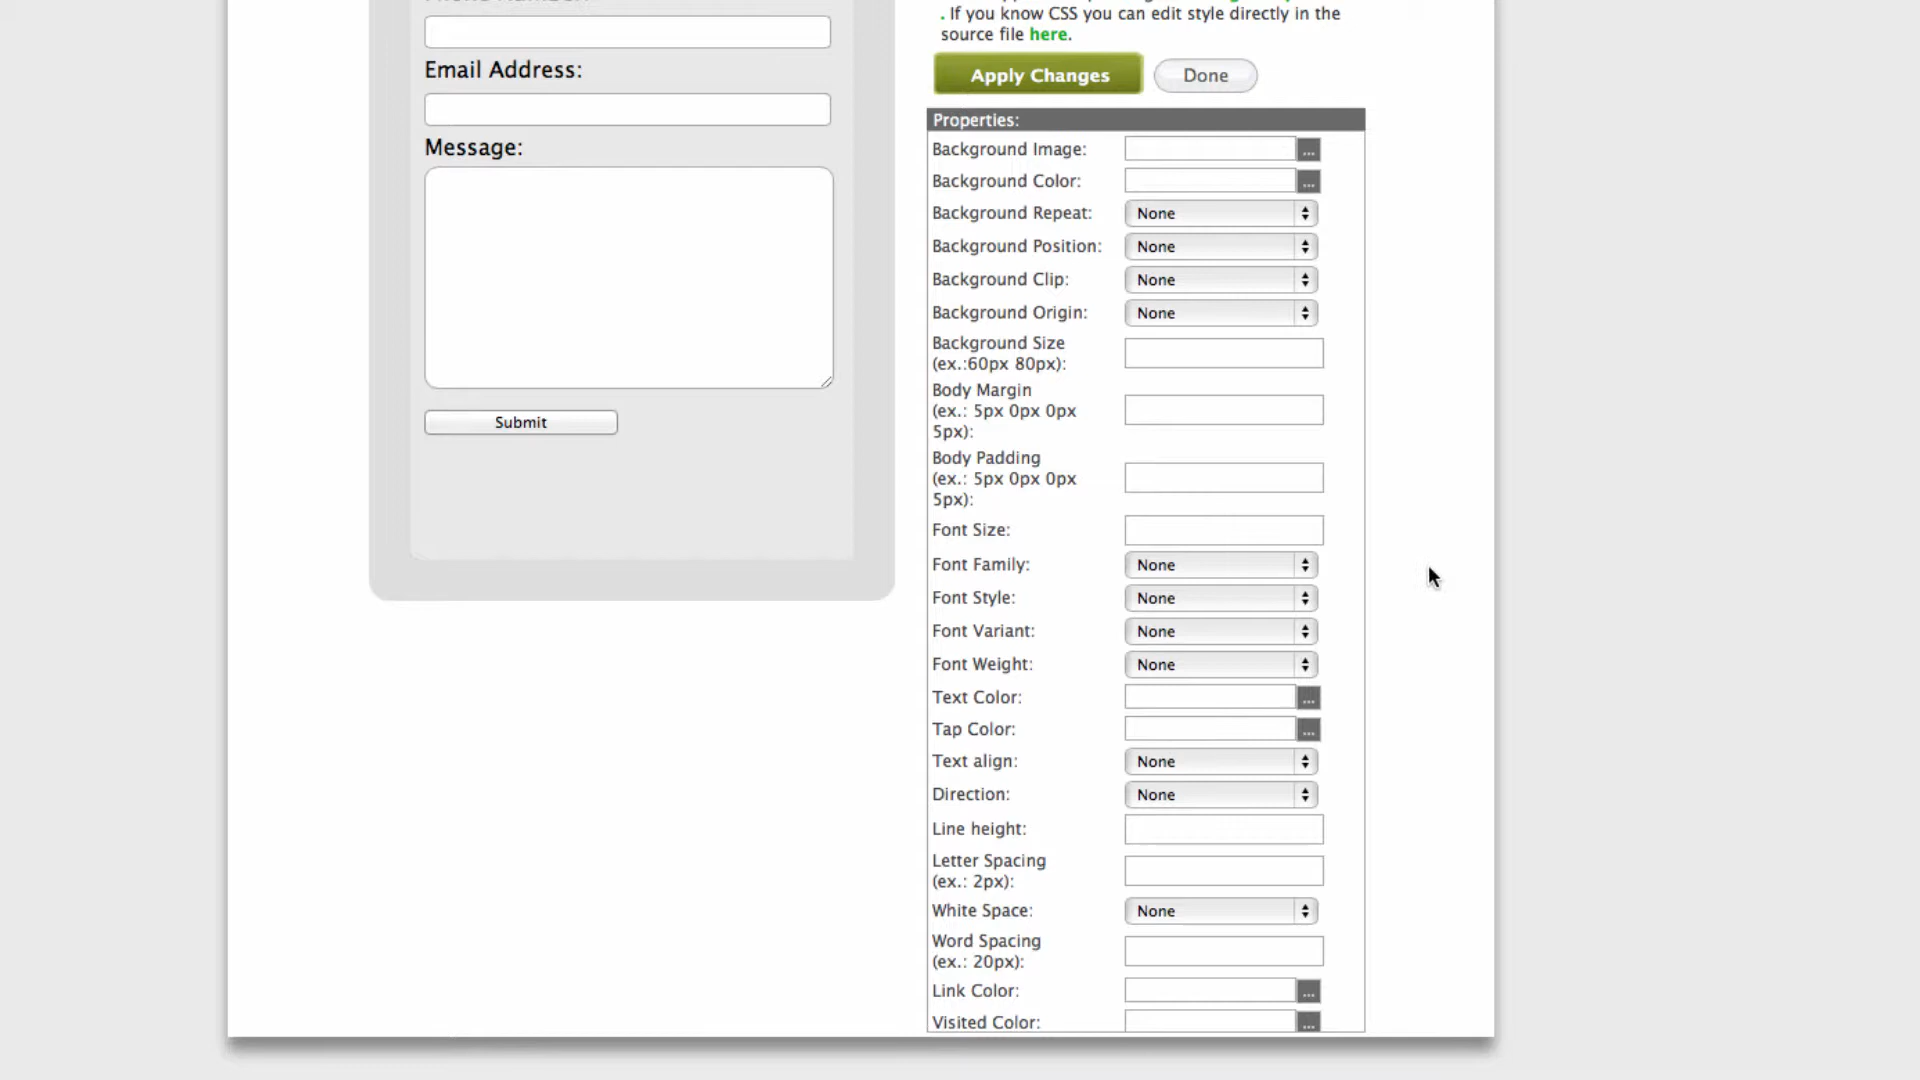 Email Address:
Message:
Submit
. If you know CSS you can edit style directly in the
source file here.
Apply Changes
Done
Properties:
Background Image:
...
Background Color:
...
Background Repeat:
None
Background Position:
None
Background Clip:
None
Background Origin:
None
Background Size
(ex.:60px 80px):
Body Margin
(ex.: 5px 0px 0px
5px):
Body Padding
(ex.: 5px 0px 0px
5px):
Font Size:
Font Family:
None
Font Style:
None
Font Variant:
None
Font Weight:
None
Text Color:
...
Tap Color:
...
Text align:
None
Direction:
None
Line height:
Letter Spacing
(ex.: 2px):
White Space:
None
Word Spacing
(ex.: 20px):
Link Color:
...
Visited Color:
...